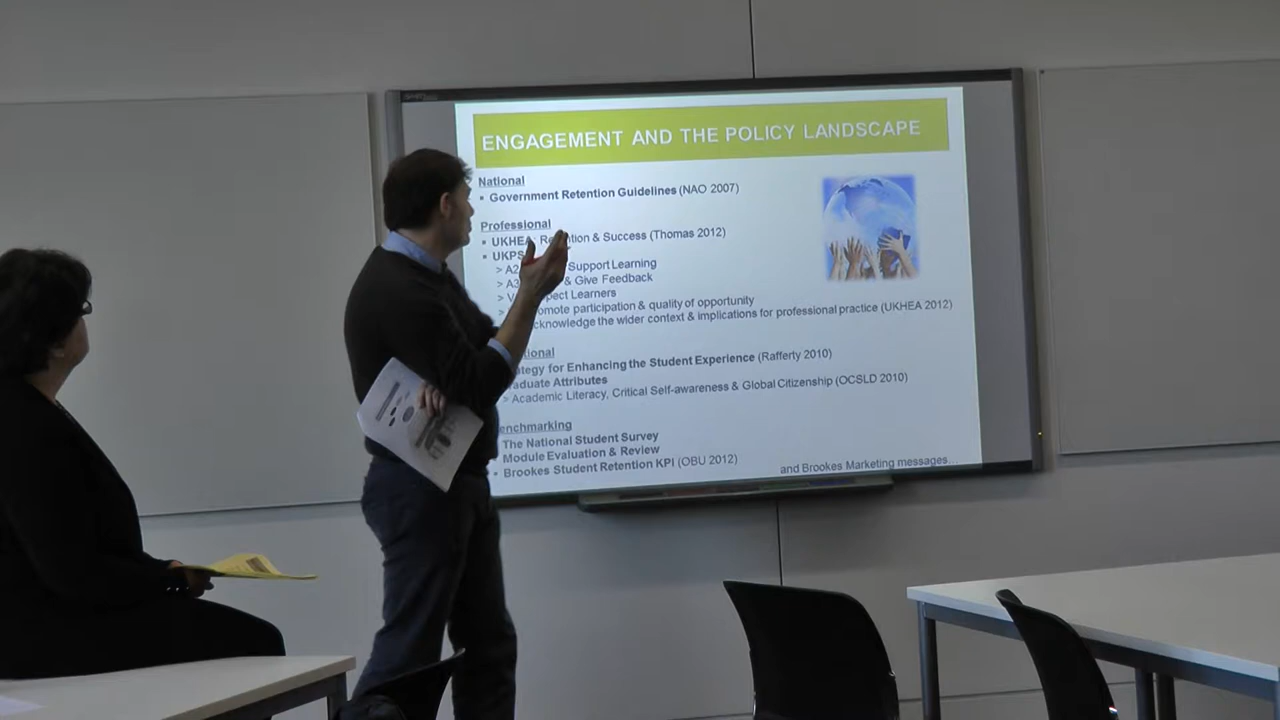 ENGAGEMENT AND THE POLICY LANDSCAPE
National
▪ Government Retention Guidelines (NAO 2007)
Professional
▪ UKHEA: & Success (Thomas 2012)
▪
> Support Learning
> & Give Feedback
> Learners
> participation & quality of opportunity
the wider context & implications for professional practice (UKHEA 2012)
for Enhancing the Student Experience (Rafferty 2010)
Attributes
> Academic Literacy, Critical Self-awareness & Global Citizenship (OCSLD 2010)
The National Student Survey
Module Evaluation & Review
▪ Brookes Student Retention KPI (OBU 2012)
and Brookes Marketing messages...